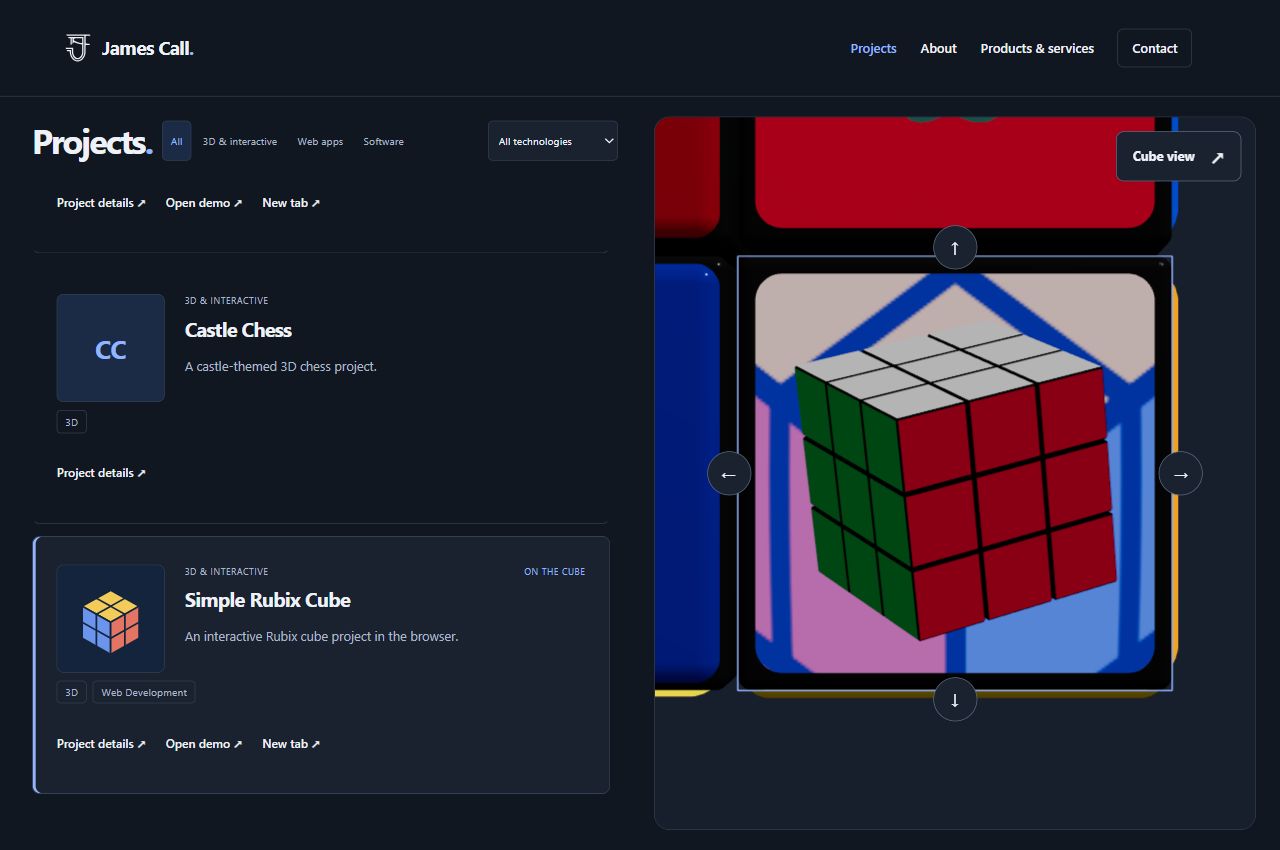 James Call.
Projects
About
Products & services
Contact
Projects.
All
3D & interactive
Web apps
Software
All technologies
Cube view ↗
Project details ↗
Open demo ↗
New tab ↗
3D & INTERACTIVE
CC
Castle Chess
A castle-themed 3D chess project.
3D
Project details ↗
3D & INTERACTIVE
ON THE CUBE
Simple Rubix Cube
An interactive Rubix cube project in the browser.
3D
Web Development
Project details ↗
Open demo ↗
New tab ↗
↑
←
→
↓